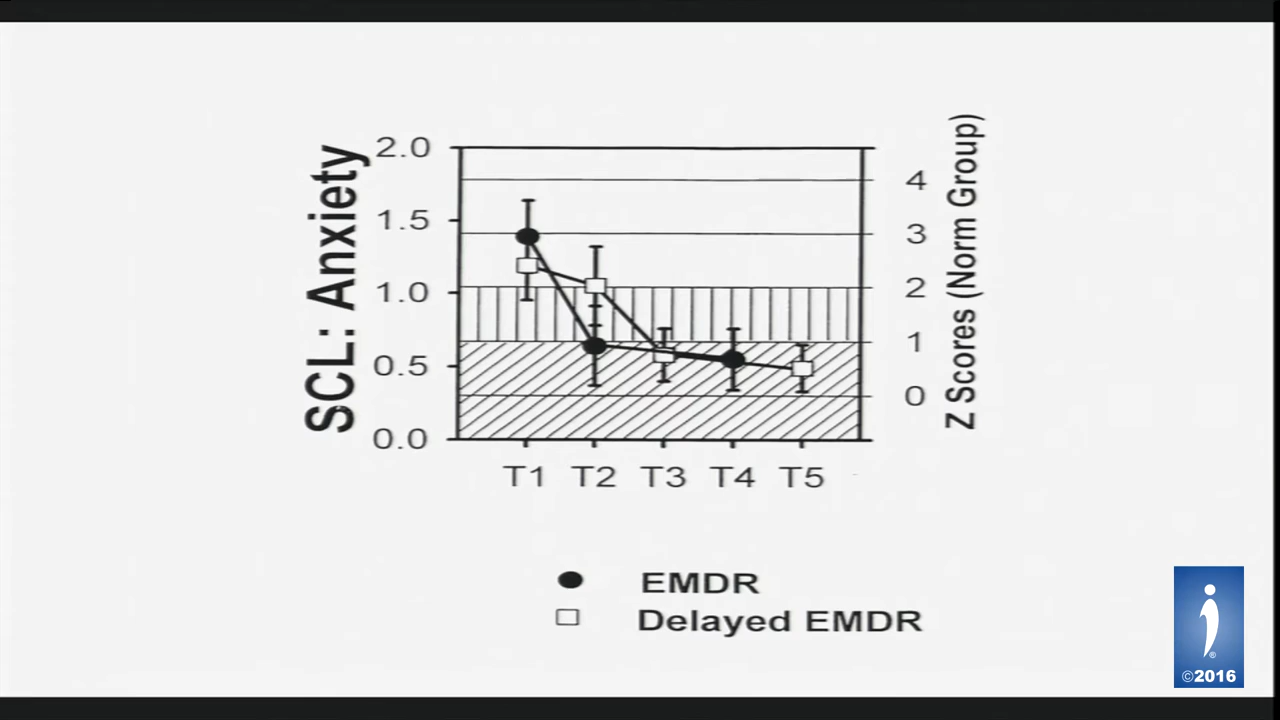 SCL: Anxiety
2.0
1.5
1.0
0.5
0.0
4
3
2
1
0
Z Scores (Norm Group)
T1 T2 T3 T4 T5
EMDR
Delayed EMDR
®
©2016